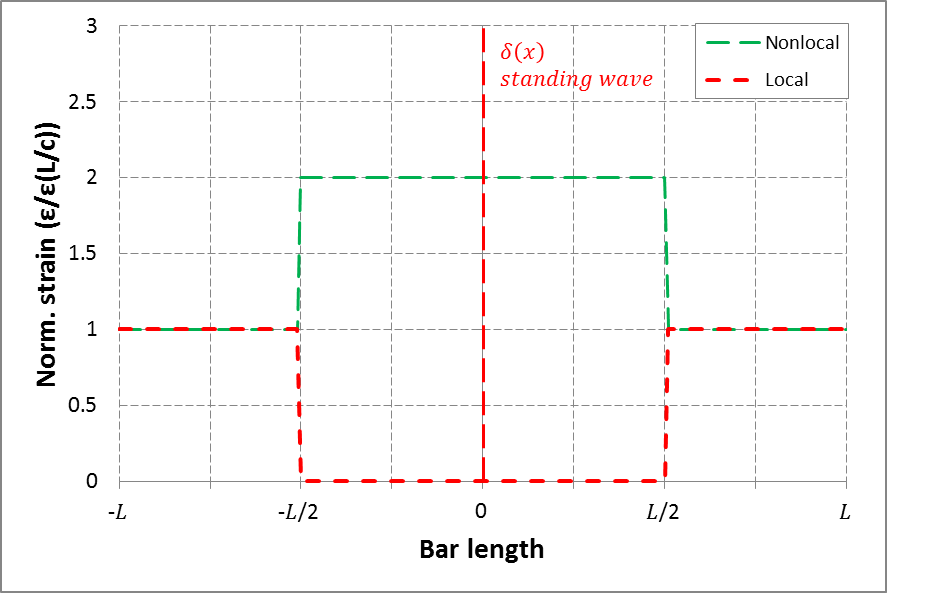 3
2.5
2
1.5
1
0.5
0
-L
-L/2
0
L/2
L
Norm. strain (ε/ε(L/c))
Bar length
δ(x)
standing wave
Nonlocal
Local